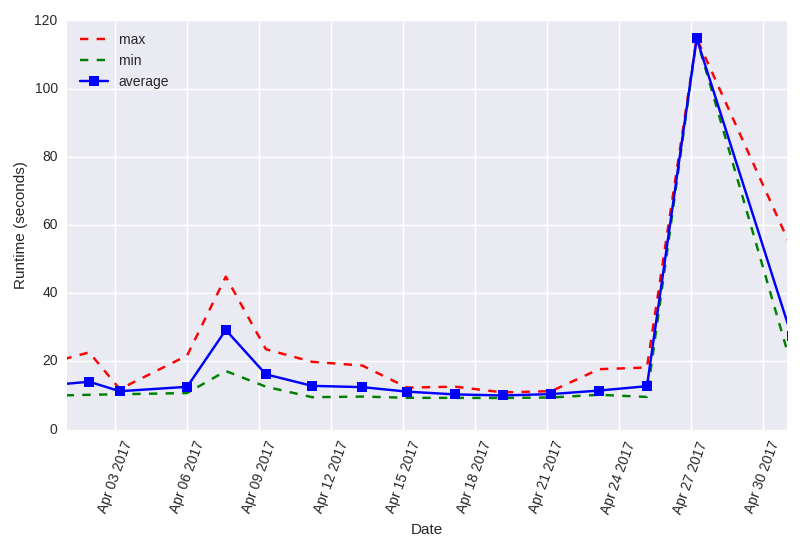 120
100
80
60
40
20
0
Runtime (seconds)
max
min
average
Apr 03 2017
Apr 06 2017
Apr 09 2017
Apr 12 2017
Apr 15 2017
Apr 18 2017
Apr 21 2017
Apr 24 2017
Apr 27 2017
Apr 30 2017
Date